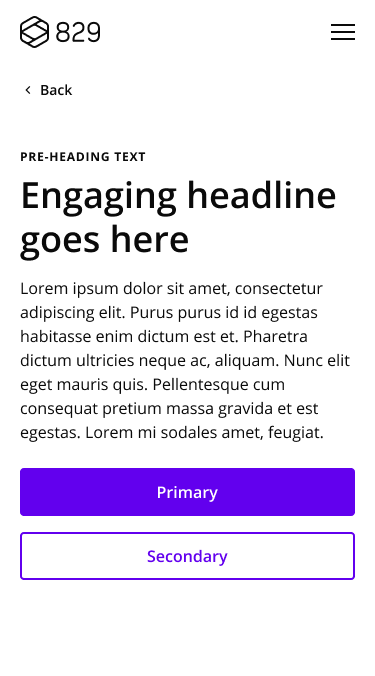 829
Back
PRE-HEADING TEXT
Engaging headline
goes here
Lorem ipsum dolor sit amet, consectetur
adipiscing elit. Purus purus id id egestas
habitasse enim dictum est et. Pharetra
dictum ultricies neque ac, aliquam. Nunc elit
eget mauris quis. Pellentesque cum
consequat pretium massa gravida et est
egestas. Lorem mi sodales amet, feugiat.
Primary
Secondary